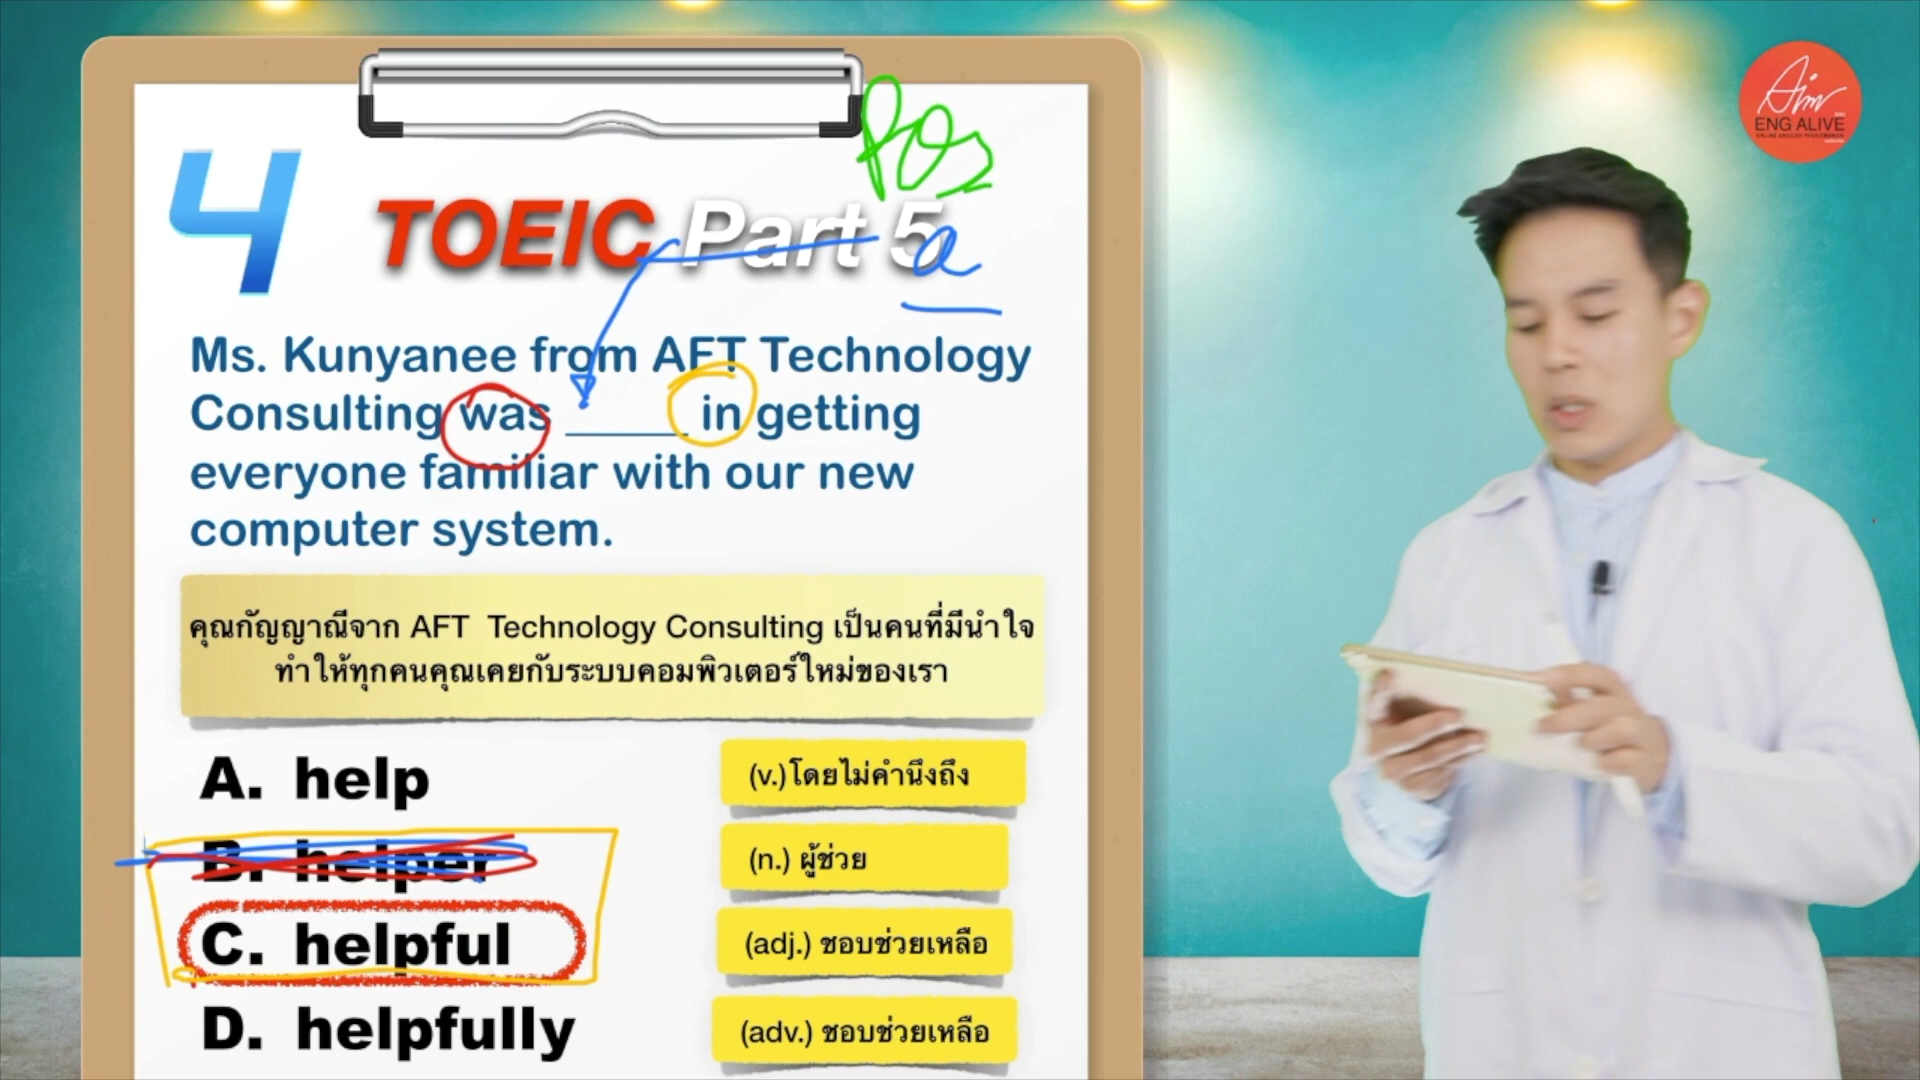 Aim
ENG ALIVE
Pos
4
TOEIC Part 5
a
Ms. Kunyanee from AFT Technology
Consulting was _____ in getting
everyone familiar with our new
computer system.
คุณกัญญาณีจาก AFT Technology Consulting เป็นคนที่มีนำใจ
ทำให้ทุกคนคุณเคยกับระบบคอมพิวเตอร์ใหม่ของเรา
A. help (v.)โดยไม่คำนึงถึง
B. helper (n.) ผู้ช่วย
C. helpful (adj.) ชอบช่วยเหลือ
D. helpfully (adv.) ชอบช่วยเหลือ